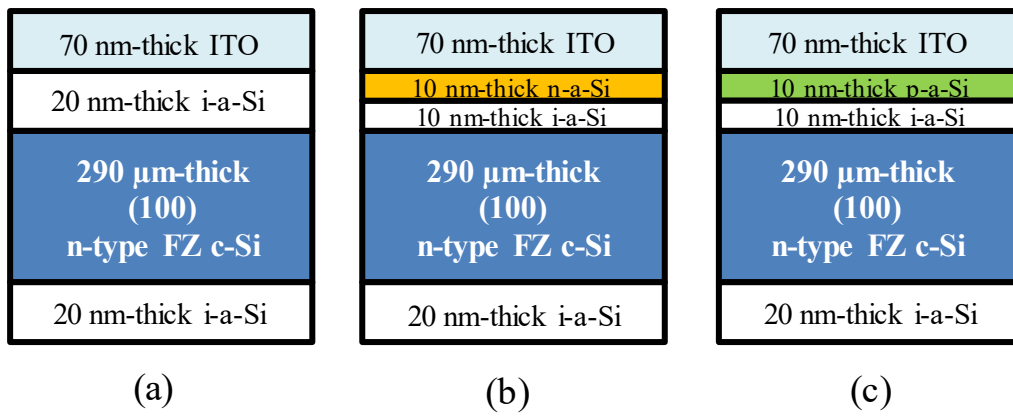 70 nm-thick ITO
20 nm-thick i-a-Si
290 µm-thick
(100)
n-type FZ c-Si
20 nm-thick i-a-Si
(a)
70 nm-thick ITO
10 nm-thick n-a-Si
10 nm-thick i-a-Si
290 µm-thick
(100)
n-type FZ c-Si
20 nm-thick i-a-Si
(b)
70 nm-thick ITO
10 nm-thick p-a-Si
10 nm-thick i-a-Si
290 µm-thick
(100)
n-type FZ c-Si
20 nm-thick i-a-Si
(c)